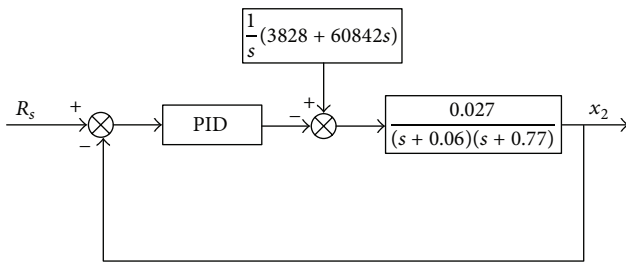 1/s (3828 + 60842s)
R_s
+
−
PID
−
+
0.027/((s + 0.06)(s + 0.77))
x_2